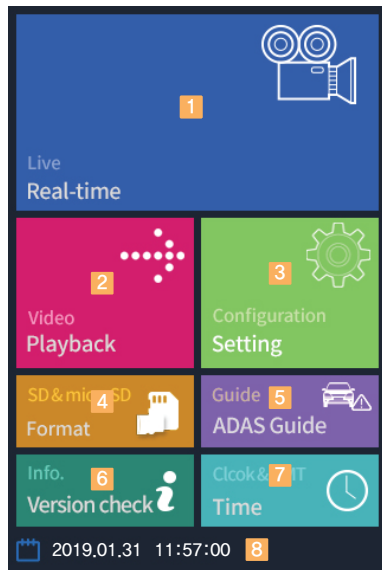 1
Live
Real-time
2
Video
Playback
3
Configuration
Setting
SD & micro SD
4
Format
Guide 5
ADAS Guide
Info.
6
Version check
Clcok & 7
Time
2019.01.31 11:57:00 8